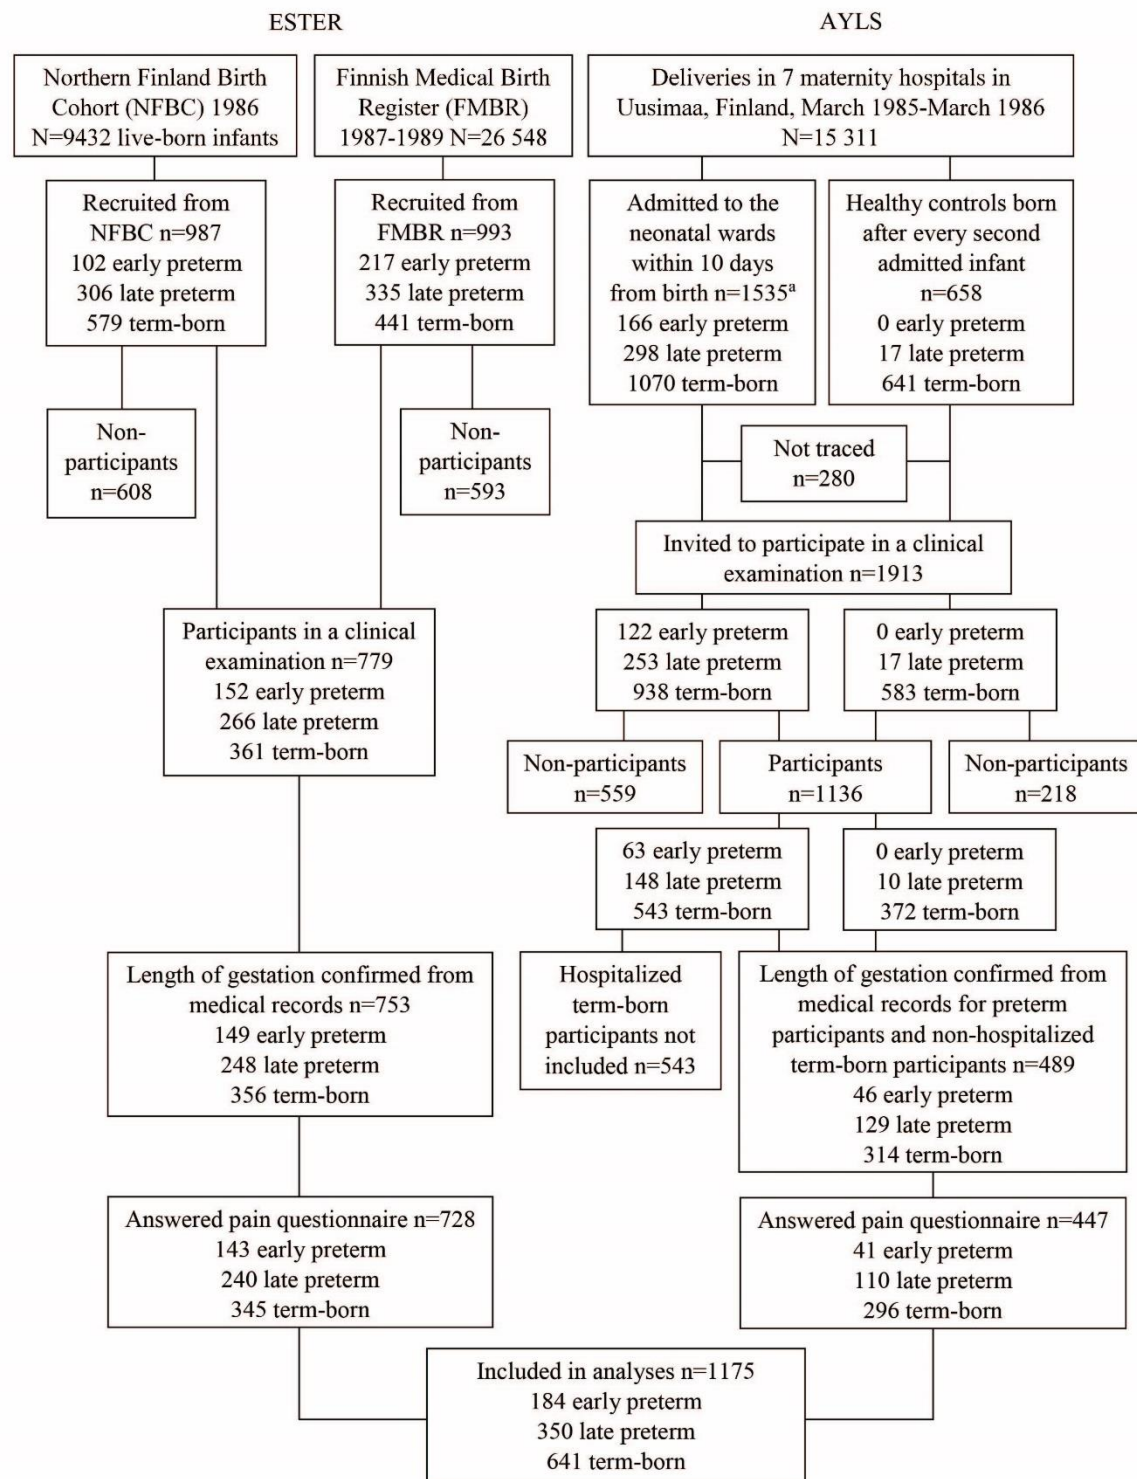 ESTER
AYLS
Northern Finland Birth
Cohort (NFBC) 1986
N=9432 live-born infants
Finnish Medical Birth
Register (FMBR)
1987-1989 N=26 548
Deliveries in 7 maternity hospitals in
Uusimaa, Finland, March 1985-March 1986
N=15 311
Recruited from
NFBC n=987
102 early preterm
306 late preterm
579 term-born
Recruited from
FMBR n=993
217 early preterm
335 late preterm
441 term-born
Admitted to the
neonatal wards
within 10 days
from birth n=1535ᵃ
166 early preterm
298 late preterm
1070 term-born
Healthy controls born
after every second
admitted infant
n=658
0 early preterm
17 late preterm
641 term-born
Non-
participants
n=608
Non-
participants
n=593
Not traced
n=280
Invited to participate in a clinical
examination n=1913
Participants in a clinical
examination n=779
152 early preterm
266 late preterm
361 term-born
122 early preterm
253 late preterm
938 term-born
0 early preterm
17 late preterm
583 term-born
Non-participants
n=559
Participants
n=1136
Non-participants
n=218
63 early preterm
148 late preterm
543 term-born
0 early preterm
10 late preterm
372 term-born
Length of gestation confirmed from
medical records n=753
149 early preterm
248 late preterm
356 term-born
Hospitalized
term-born
participants not
included n=543
Length of gestation confirmed from
medical records for preterm
participants and non-hospitalized
term-born participants n=489
46 early preterm
129 late preterm
314 term-born
Answered pain questionnaire n=728
143 early preterm
240 late preterm
345 term-born
Answered pain questionnaire n=447
41 early preterm
110 late preterm
296 term-born
Included in analyses n=1175
184 early preterm
350 late preterm
641 term-born